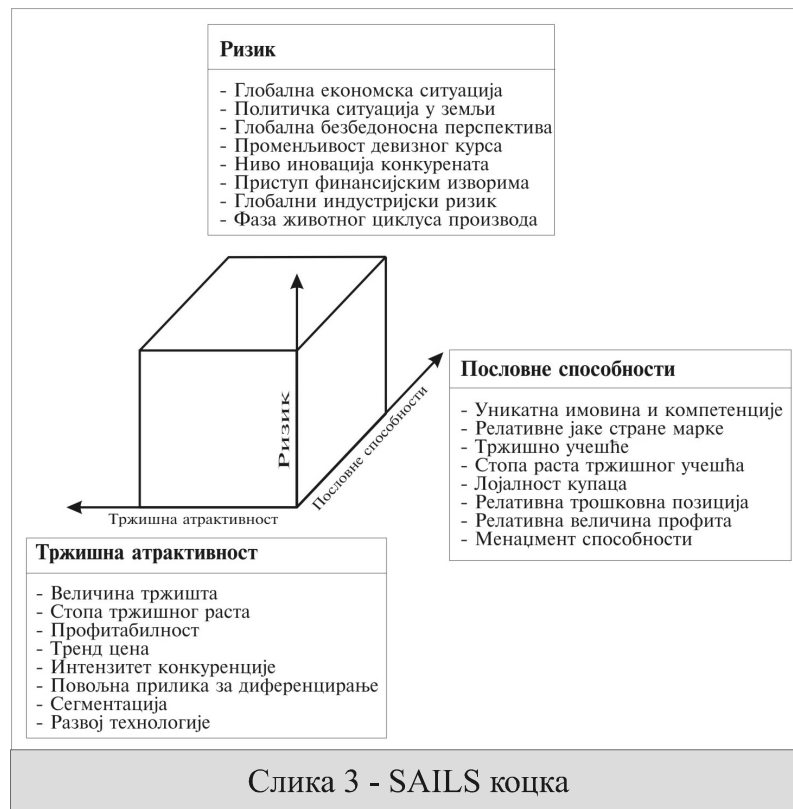 Ризик
- Глобална економска ситуација
- Политичка ситуација у земљи
- Глобална безбедоносна перспектива
- Променљивост девизног курса
- Ниво иновација конкурената
- Приступ финансијским изворима
- Глобални индустријски ризик
- Фаза животног циклуса производа
Ризик
Пословне способности
Тржишна атрактивност
Пословне способности
- Уникатна имовина и компетенције
- Релативне јаке стране марке
- Тржишно учешће
- Стопа раста тржишног учешћа
- Лојалност купаца
- Релативна трошковна позиција
- Релативна величина профита
- Менаџмент способности
Тржишна атрактивност
- Величина тржишта
- Стопа тржишног раста
- Профитабилност
- Тренд цена
- Интензитет конкуренције
- Повољна прилика за диференцирање
- Сегментација
- Развој технологије
Слика 3 - SAILS коцка